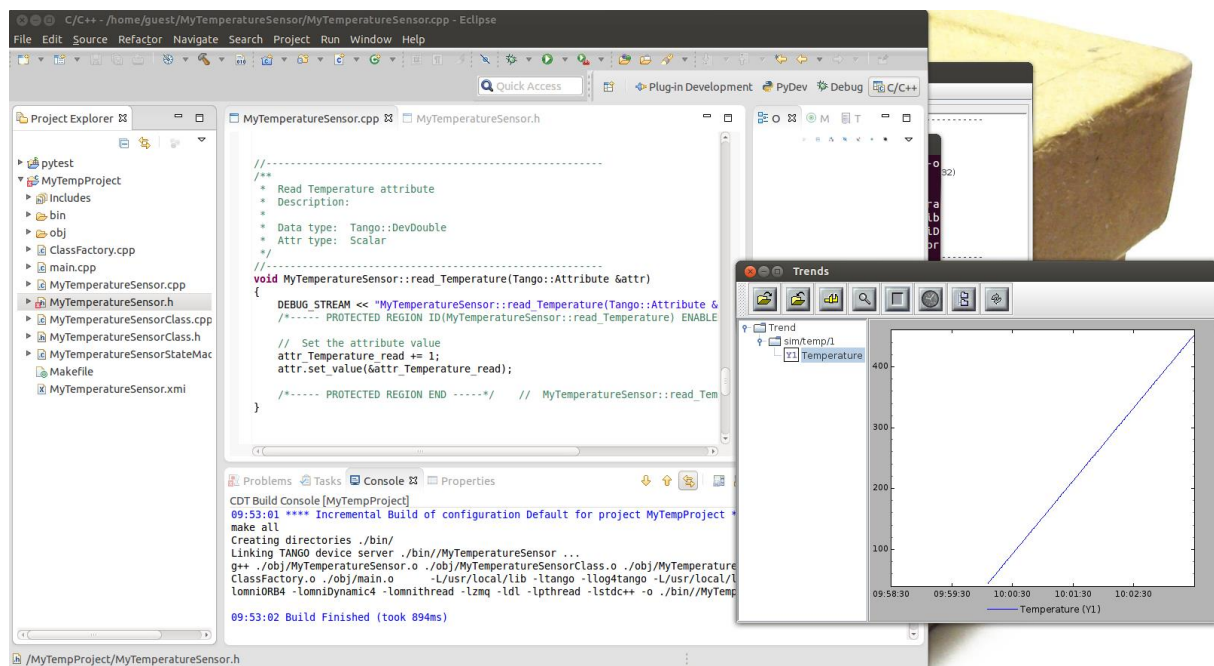 C/C++ - /home/guest/MyTemperatureSensor/MyTemperatureSensor.cpp - Eclipse
File Edit Source Refactor Navigate Search Project Run Window Help
Quick Access
Plug-in Development PyDev Debug C/C++
Project Explorer
pytest
MyTempProject
Includes
bin
obj
ClassFactory.cpp
main.cpp
MyTemperatureSensor.cpp
MyTemperatureSensor.h
MyTemperatureSensorClass.cpp
MyTemperatureSensorClass.h
MyTemperatureSensorStateMac
Makefile
MyTemperatureSensor.xmi
MyTemperatureSensor.cpp MyTemperatureSensor.h
//------------------------------------------------------
/**
* Read Temperature attribute
* Description:
*
* Data type: Tango::DevDouble
* Attr type: Scalar
*/
//------------------------------------------------------
void MyTemperatureSensor::read_Temperature(Tango::Attribute &attr)
{
DEBUG_STREAM << "MyTemperatureSensor::read_Temperature(Tango::Attribute &
/*----- PROTECTED REGION ID(MyTemperatureSensor::read_Temperature) ENABLE
// Set the attribute value
attr_Temperature_read += 1;
attr.set_value(&attr_Temperature_read);
/*----- PROTECTED REGION END -----*/ // MyTemperatureSensor::read_Tem
}
O M T
Problems Tasks Console Properties
CDT Build Console [MyTempProject]
09:53:01 **** Incremental Build of configuration Default for project MyTempProject *
make all
Creating directories ./bin/
Linking TANGO device server ./bin//MyTemperatureSensor ...
g++ ./obj/MyTemperatureSensor.o ./obj/MyTemperatureSensorClass.o ./obj/MyTemperature
ClassFactory.o ./obj/main.o -L/usr/local/lib -ltango -llog4tango -L/usr/local/l
lomniORB4 -lomniDynamic4 -lomnithread -lzmq -ldl -lpthread -lstdc++ -o ./bin//MyTemp
09:53:02 Build Finished (took 894ms)
/MyTempProject/MyTemperatureSensor.h
Trends
Trend
sim/temp/1
Y1 Temperature
400
300
200
100
09:58:30 09:59:30 10:00:30 10:01:30 10:02:30
Temperature (Y1)